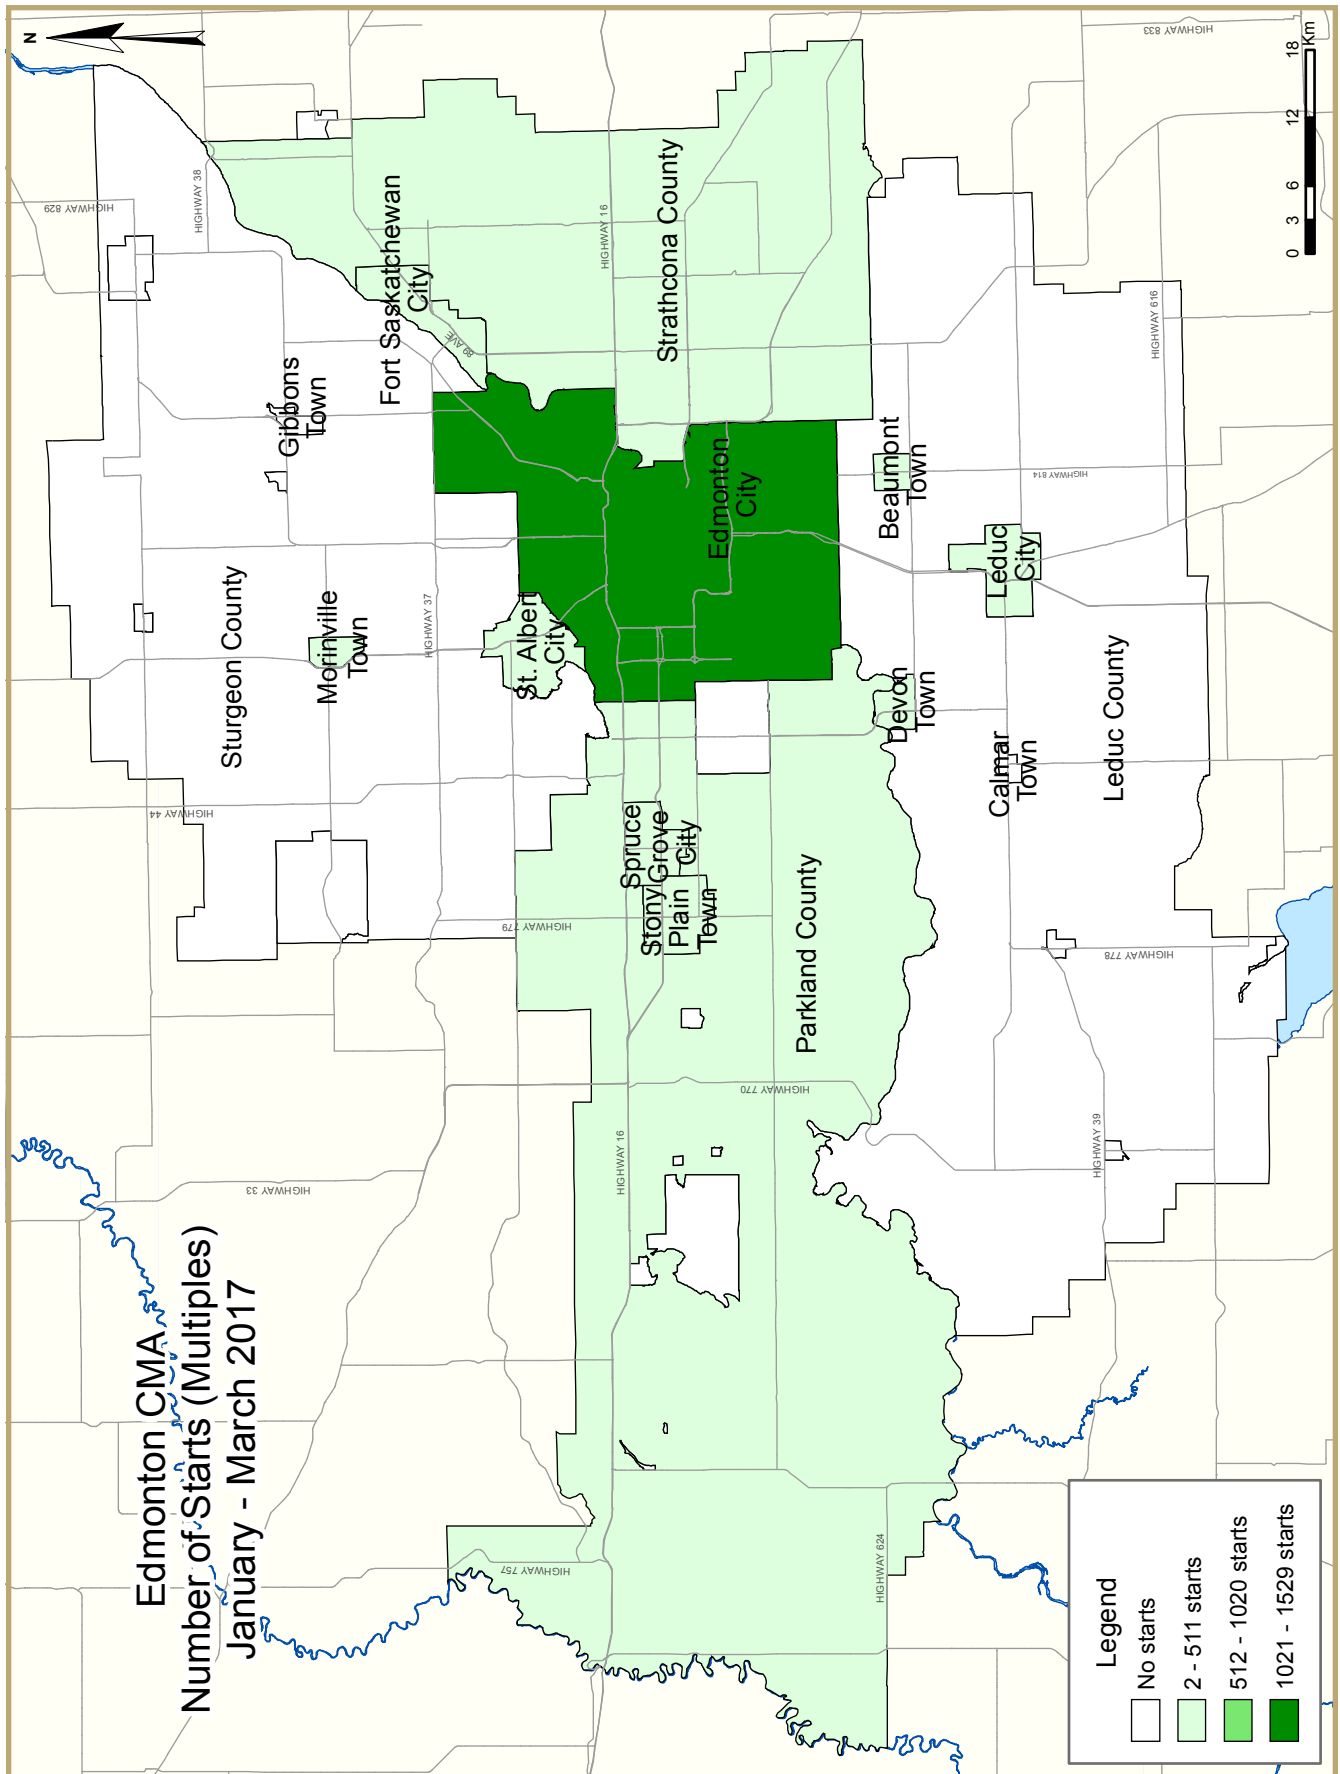 Edmonton CMA
Number of Starts (Multiples)
January - March 2017
N
HIGHWAY 833
HIGHWAY 829
HIGHWAY 38
Gibbons
Town
Fort Saskatchewan
City
89 AVE
HIGHWAY 16
Strathcona County
Sturgeon County
Morinville
Town
HIGHWAY 37
St. Albert
City
HIGHWAY 44
Edmonton
City
Beaumont
Town
HIGHWAY 814
HIGHWAY 616
Leduc
City
Devon
Town
Calmar
Town
Leduc County
Spruce
Grove
City
Stony
Plain
Town
HIGHWAY 779
Parkland County
HIGHWAY 778
HIGHWAY 770
HIGHWAY 39
HIGHWAY 16
HIGHWAY 33
HIGHWAY 757
HIGHWAY 624
0 3 6 12 18
Km
Legend
No starts
2 - 511 starts
512 - 1020 starts
1021 - 1529 starts